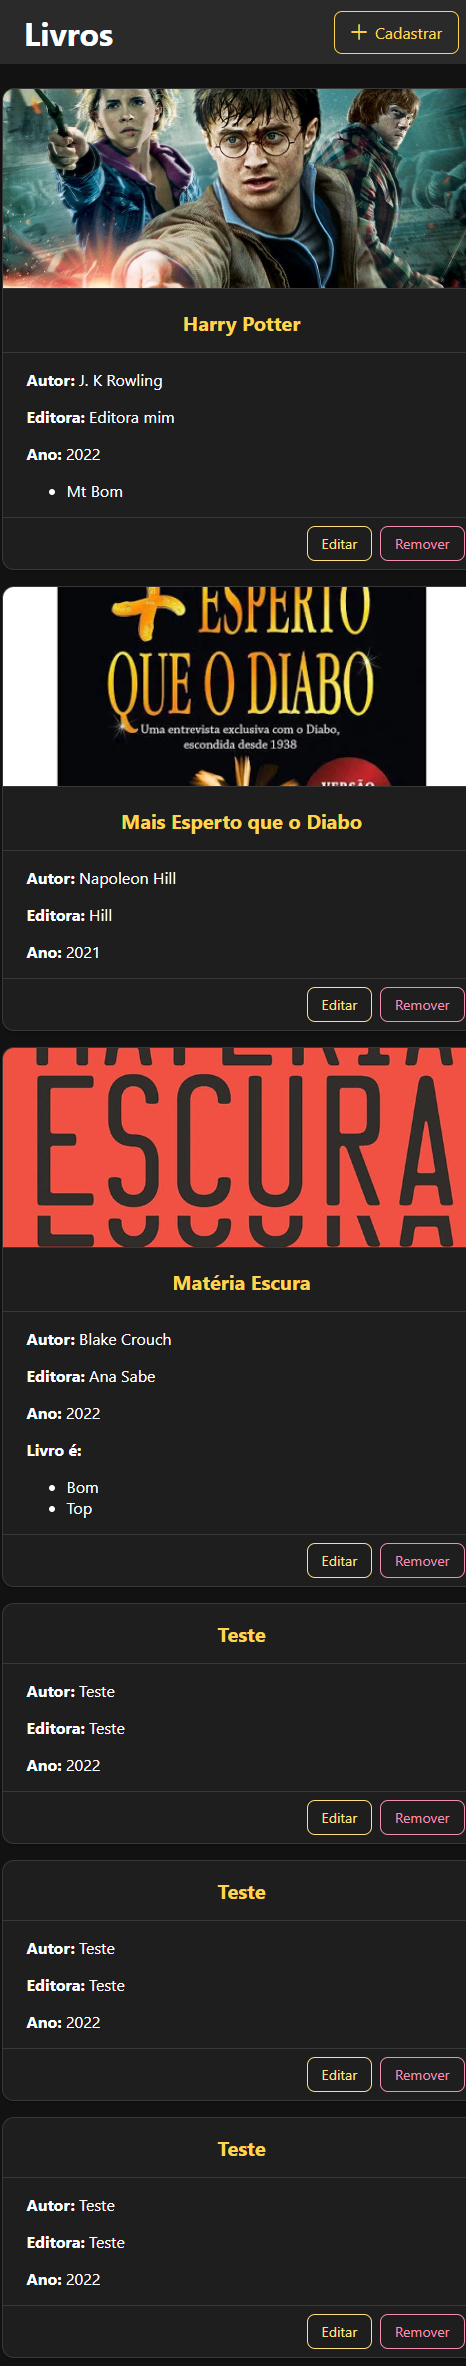 Livros
+ Cadastrar
Harry Potter
Autor: J. K Rowling
Editora: Editora mim
Ano: 2022
• Mt Bom
Editar
Remover
+ ESPERTO
QUE O DIABO
Uma entrevista exclusiva com o Diabo,
escondida desde 1938
VERSÃO
Mais Esperto que o Diabo
Autor: Napoleon Hill
Editora: Hill
Ano: 2021
Editar
Remover
MATÉRIA
ESCURA
ESCURA
Matéria Escura
Autor: Blake Crouch
Editora: Ana Sabe
Ano: 2022
Livro é:
• Bom
• Top
Editar
Remover
Teste
Autor: Teste
Editora: Teste
Ano: 2022
Editar
Remover
Teste
Autor: Teste
Editora: Teste
Ano: 2022
Editar
Remover
Teste
Autor: Teste
Editora: Teste
Ano: 2022
Editar
Remover